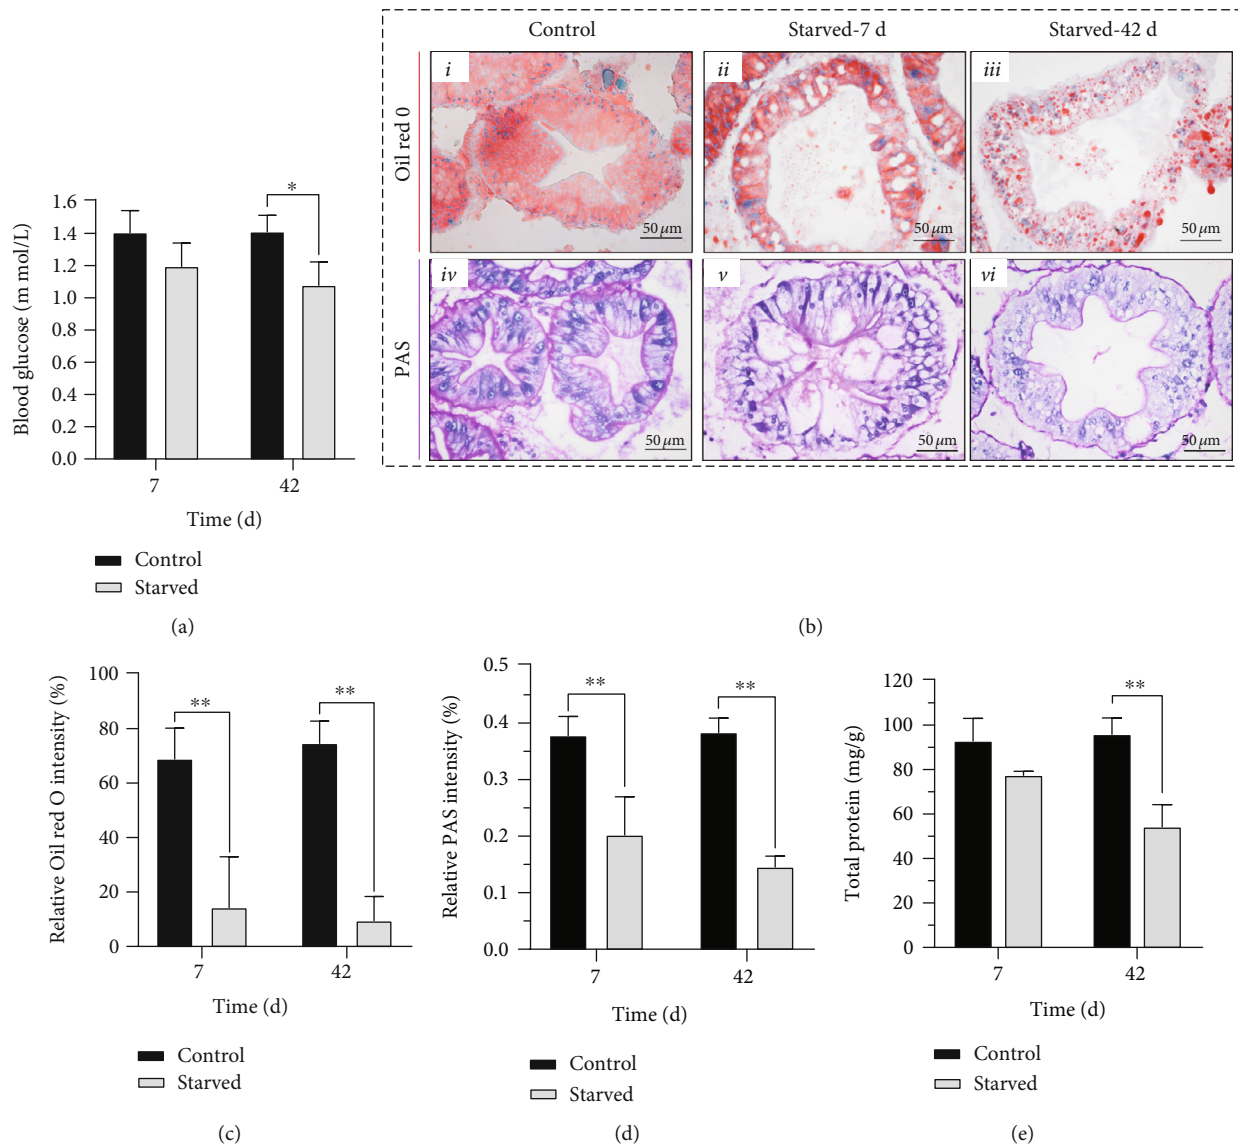 Control
Starved-7 d
Starved-42 d
Oil red 0
PAS
i
50 μm
ii
50 μm
iii
50 μm
iv
50 μm
v
50 μm
vi
50 μm
(b)
Blood glucose (m mol/L)
1.6
1.4
1.2
1.0
0.8
0.6
0.4
0.2
0.0
*
7
42
Time (d)
Control
Starved
(a)
Relative Oil red O intensity (%)
100
80
60
40
20
0
**
**
7
42
Time (d)
Control
Starved
(c)
Relative PAS intensity (%)
0.5
0.4
0.3
0.2
0.1
0.0
**
**
7
42
Time (d)
Control
Starved
(d)
Total protein (mg/g)
120
100
80
60
40
20
0
**
7
42
Time (d)
Control
Starved
(e)